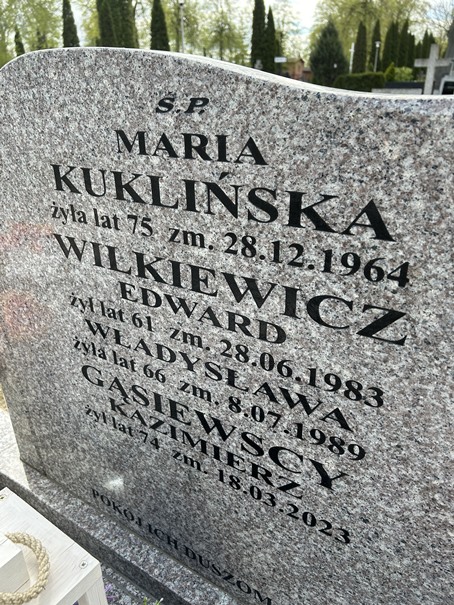 Ś.P.
MARIA
KUKLIŃSKA
żyła lat 75 zm. 28.12.1964
WILKIEWICZ
EDWARD
żył lat 61 zm. 28.06.1983
WŁADYSŁAWA
żyła lat 66 zm. 8.07.1989
GĄSIEWSCY
KAZIMIERZ
żył lat 74 zm. 18.03.2023
POKÓJ ICH DUSZOM